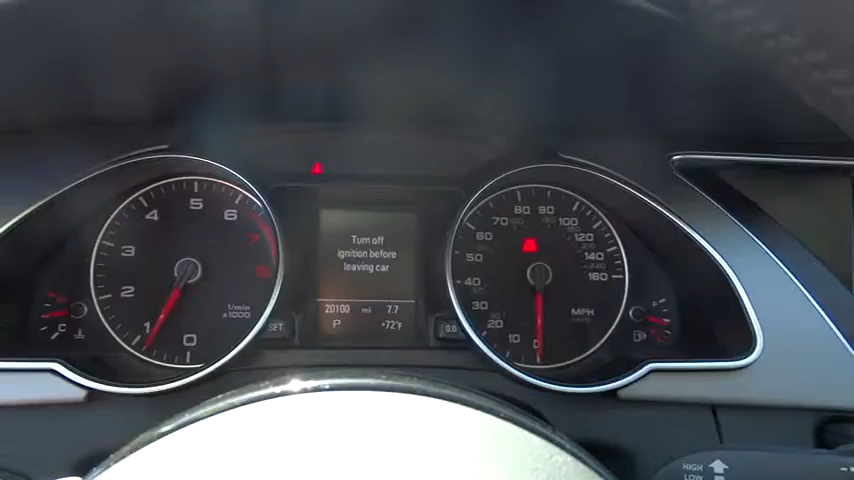 0
1
2
3
4
5
6
7
8
1/min
x1000
C
SET
Turn off
ignition before
leaving car
20100 mi 7.7
P +72°F
0.0
0
10
20
30
40
50
60
70
80
90
100
120
140
160
MPH
HIGH
LOW